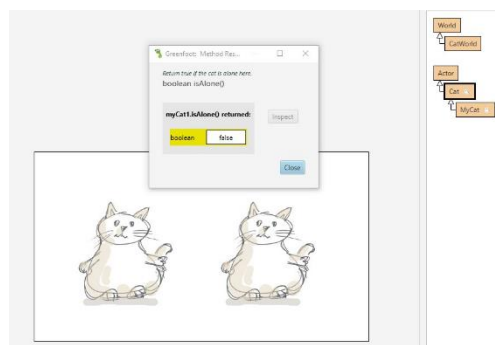 Greenfoot: Method Res...
Return true if the cat is alone here.
boolean isAlone()
myCat1.isAlone() returned:
Inspect
boolean false
Close
World
CatWorld
Actor
Cat
MyCat